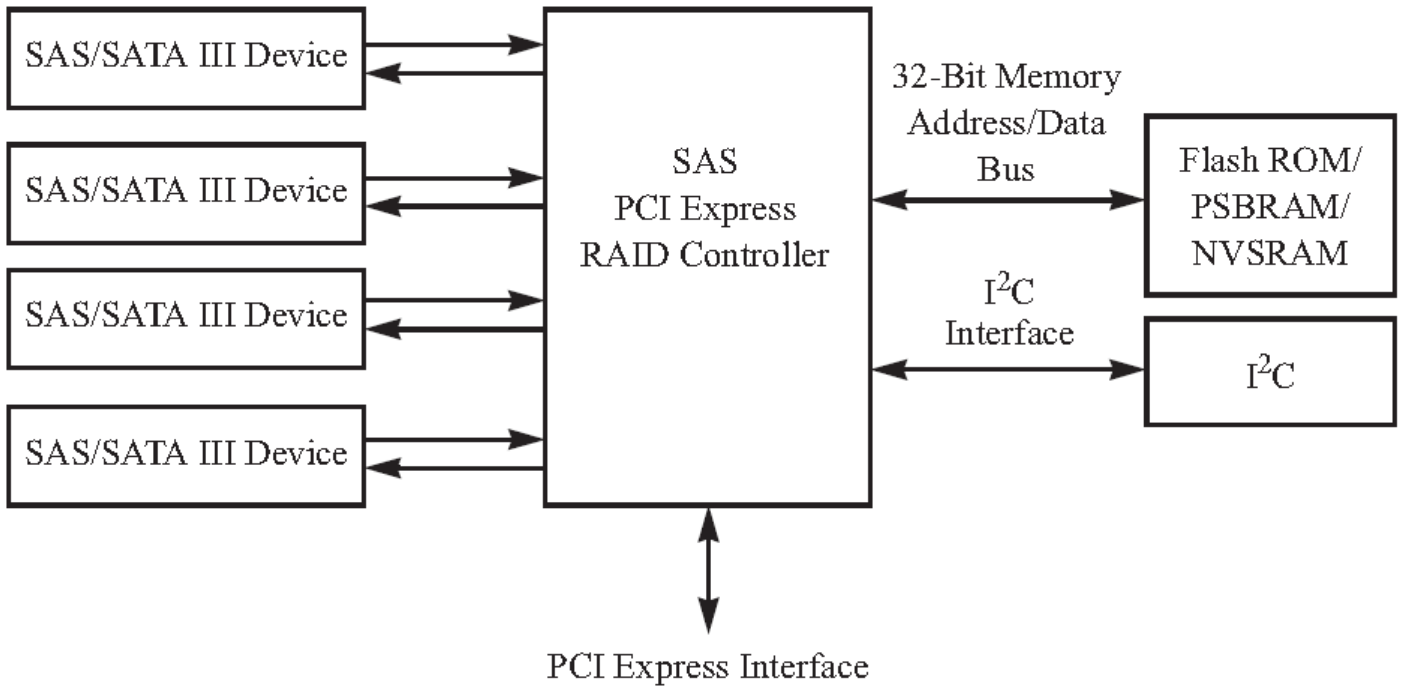 SAS/SATA III Device
SAS/SATA III Device
SAS/SATA III Device
SAS/SATA III Device
SAS
PCI Express
RAID Controller
32-Bit Memory
Address/Data
Bus
I²C
Interface
Flash ROM/
PSBRAM/
NVSRAM
I²C
PCI Express Interface